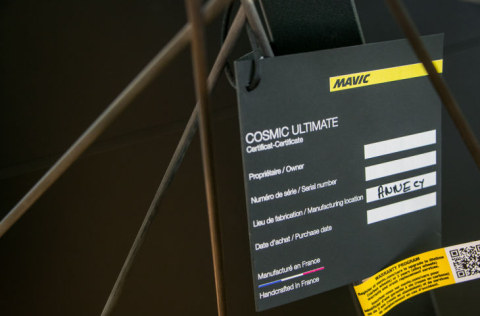 MAVIC
COSMIC ULTIMATE
Certificat-Certificate
Propriétaire / Owner
Numéro de série / Serial number
Lieu de fabrication / Manufacturing location
ANNECY
Date d'achat / Purchase date
Manufacturé en France
Handcrafted in France
WARRANTY PROGRAM